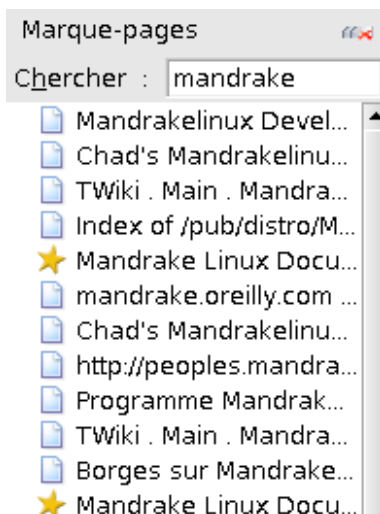 Marque-pages
Chercher : mandrake
Mandrakelinux Devel...
Chad's Mandrakelinu...
TWiki . Main . Mandra...
Index of /pub/distro/M...
Mandrake Linux Docu...
mandrake.oreilly.com ...
Chad's Mandrakelinu...
http://peoples.mandra...
Programme Mandrak...
TWiki . Main . Mandra...
Borges sur Mandrake...
Mandrake Linux Docu...